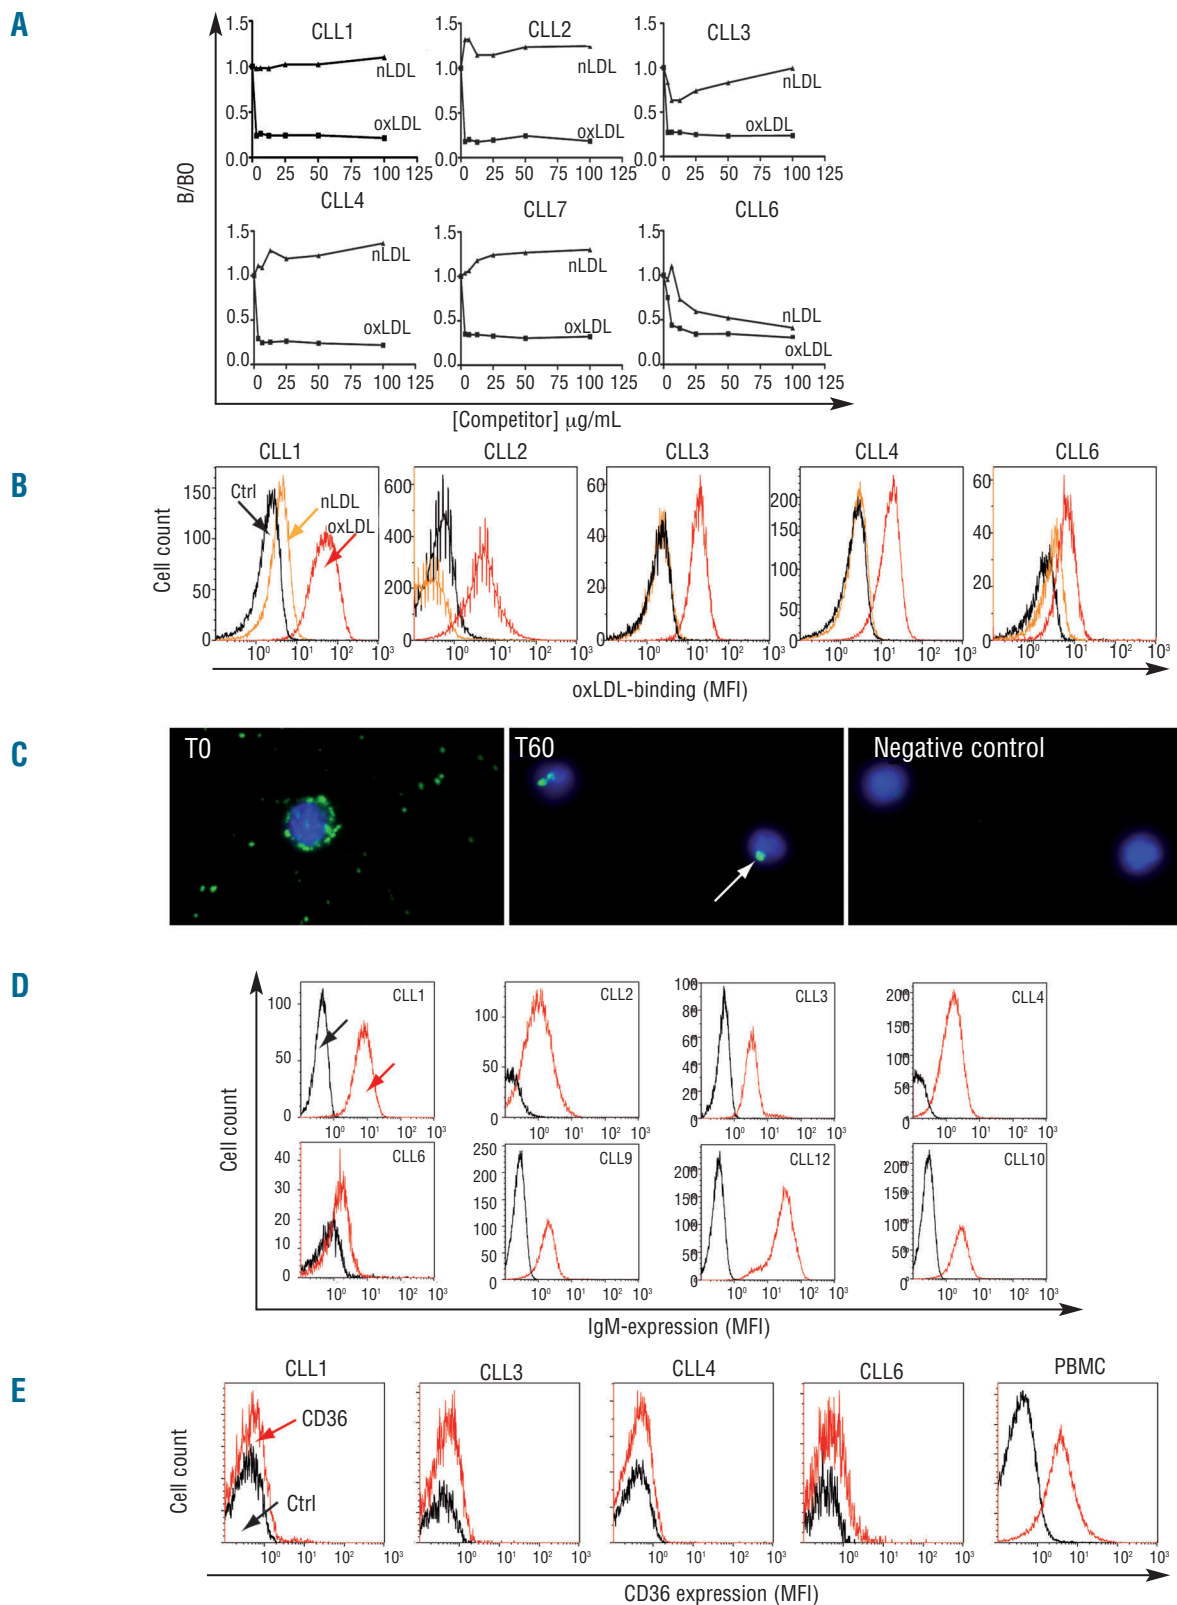 A
1.5
1.0
0.5
0.0
CLL1
nLDL
oxLDL
0 25 50 75 100 125
1.5
1.0
0.5
0.0
CLL2
nLDL
oxLDL
0 25 50 75 100 125
1.5
1.0
0.5
0.0
CLL3
nLDL
oxLDL
0 25 50 75 100 125
B/BO
CLL4
1.5
1.0
0.5
0.0
nLDL
oxLDL
0 25 50 75 100 125
CLL7
1.5
1.0
0.5
0.0
nLDL
oxLDL
0 25 50 75 100 125
CLL6
1.5
1.0
0.5
0.0
nLDL
oxLDL
0 25 50 75 100 125
[Competitor] µg/mL
B
Cell count
CLL1
150
100
50
0
Ctrl
nLDL
oxLDL
10⁰ 10¹ 10² 10³
CLL2
600
400
200
0
10⁰ 10¹ 10² 10³
CLL3
60
40
20
0
10⁰ 10¹ 10² 10³
CLL4
200
150
100
50
0
10⁰ 10¹ 10² 10³
CLL6
60
40
20
0
10⁰ 10¹ 10² 10³
oxLDL-binding (MFI)
C
T0
T60
Negative control
D
Cell count
CLL1
100
50
0
10⁰ 10¹ 10² 10³
CLL2
100
50
0
10⁰ 10¹ 10² 10³
CLL3
100
80
60
40
20
0
10⁰ 10¹ 10² 10³
CLL4
200
150
100
50
0
10⁰ 10¹ 10² 10³
CLL6
40
30
20
10
0
10⁰ 10¹ 10² 10³
CLL9
250
200
150
100
50
0
10⁰ 10¹ 10² 10³
CLL12
200
150
100
50
0
10⁰ 10¹ 10² 10³
CLL10
200
150
100
50
0
10⁰ 10¹ 10² 10³
IgM-expression (MFI)
E
Cell count
CLL1
CD36
Ctrl
10⁰ 10¹ 10² 10³
CLL3
10⁰ 10¹ 10² 10³
CLL4
10⁰ 10¹ 10² 10³
CLL6
10⁰ 10¹ 10² 10³
PBMC
10⁰ 10¹ 10² 10³
CD36 expression (MFI)